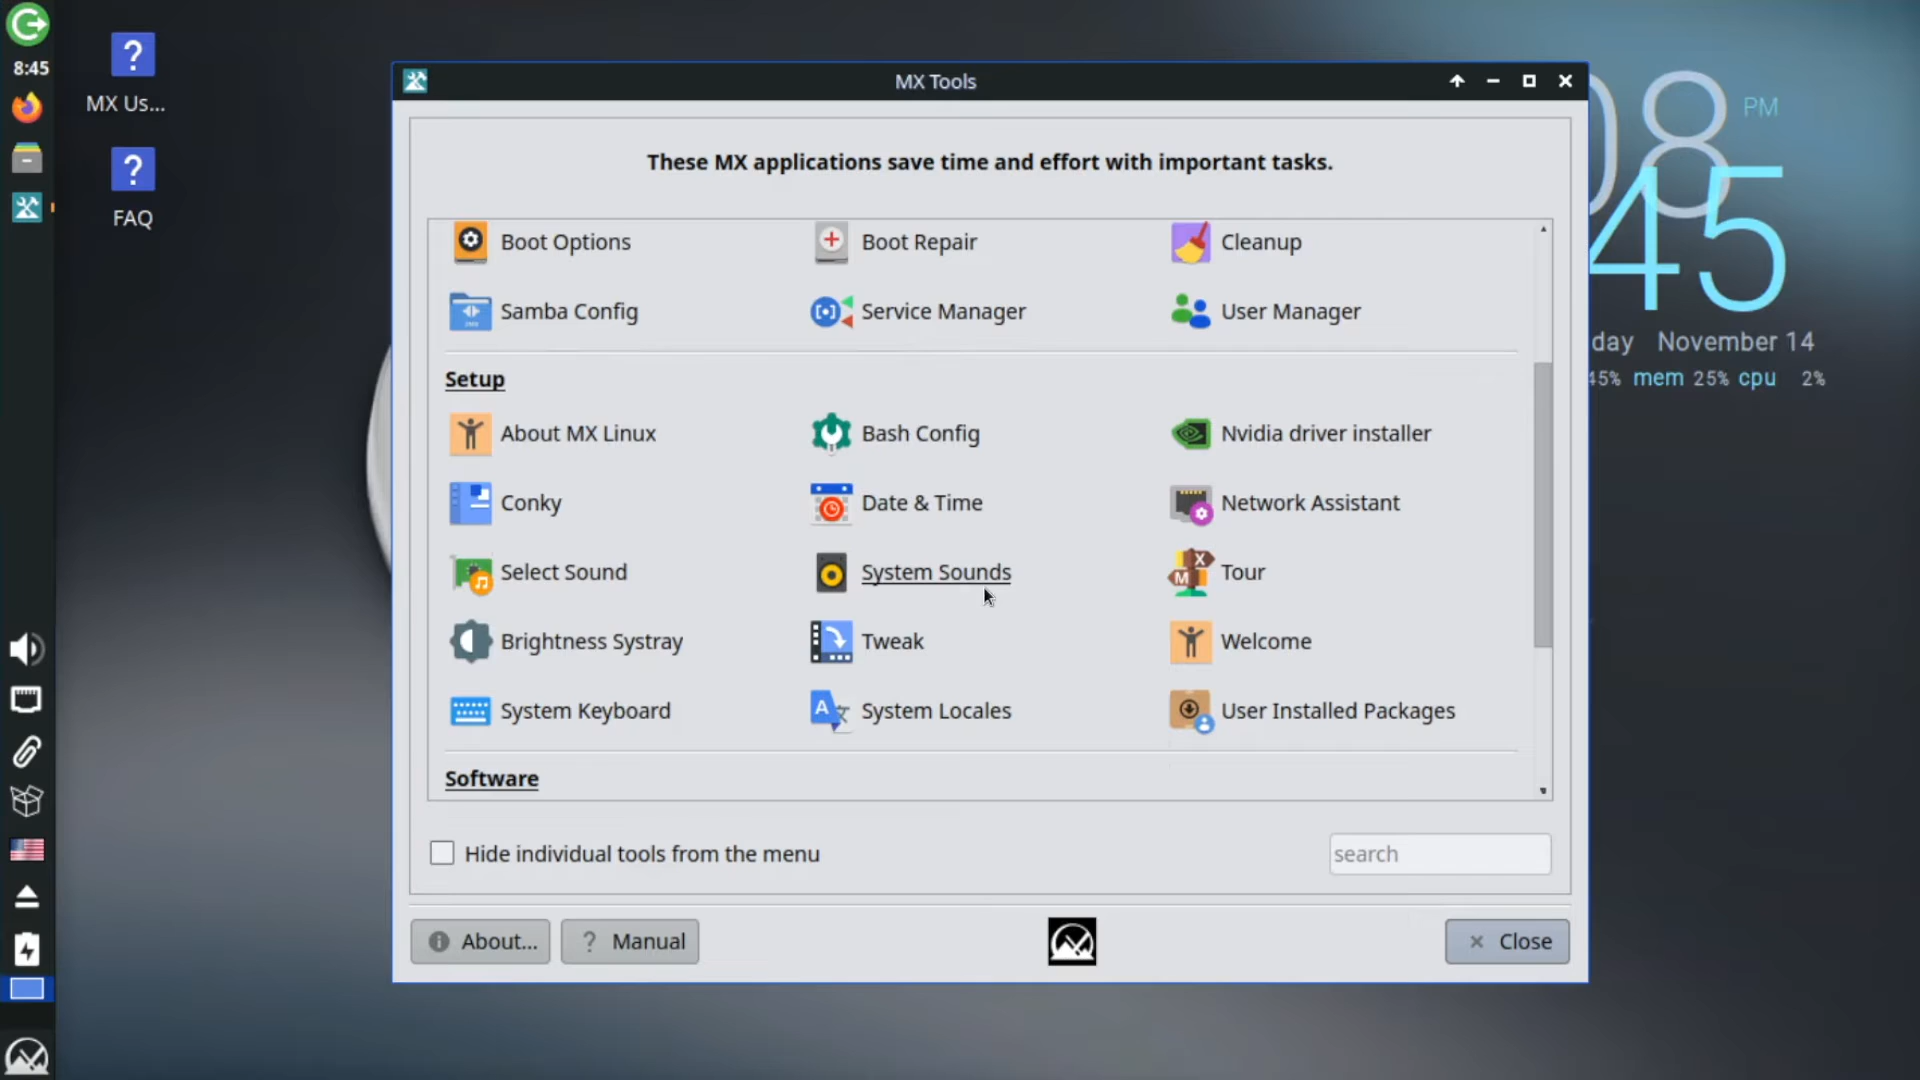 8:45
MX Us...
FAQ
MX Tools
These MX applications save time and effort with important tasks.
Boot Options
Boot Repair
Cleanup
Samba Config
Service Manager
User Manager
Setup
About MX Linux
Bash Config
Nvidia driver installer
Conky
Date & Time
Network Assistant
Select Sound
System Sounds
Tour
Brightness Systray
Tweak
Welcome
System Keyboard
System Locales
User Installed Packages
Software
Hide individual tools from the menu
search
About...
Manual
Close
08 PM
45
day November 14
45% mem 25% cpu 2%